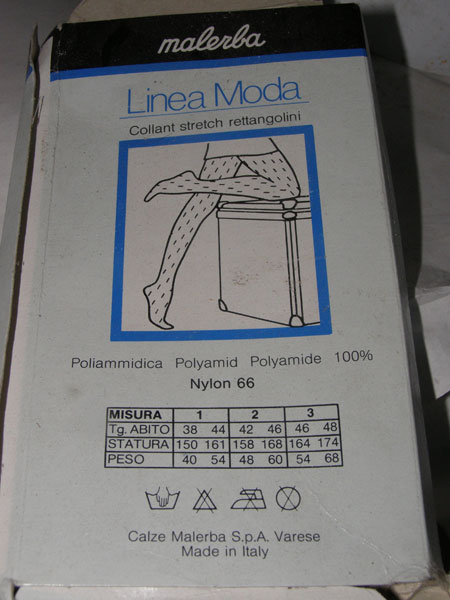 malerba
Linea Moda
Collant stretch rettangolini
Poliammidica Polyamid Polyamide 100%
Nylon 66
MISURA 1 2 3
Tg. ABITO 38 44 42 46 46 48
STATURA 150 161 158 168 164 174
PESO 40 54 48 60 54 68
Calze Malerba S.p.A. Varese
Made in Italy